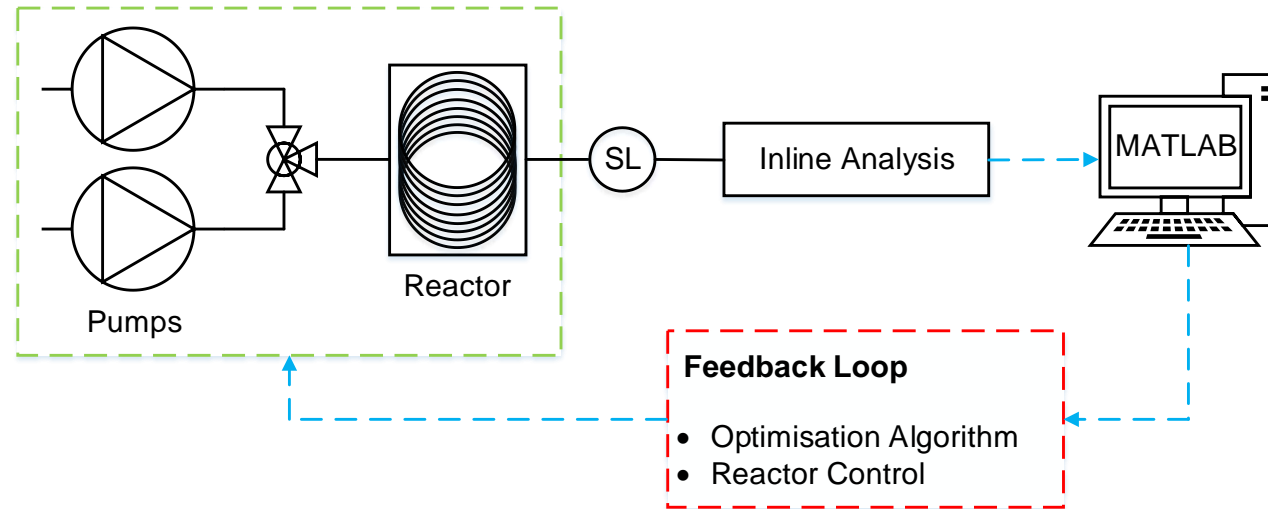 Pumps
Reactor
SL
Inline Analysis
MATLAB
Feedback Loop
• Optimisation Algorithm
• Reactor Control